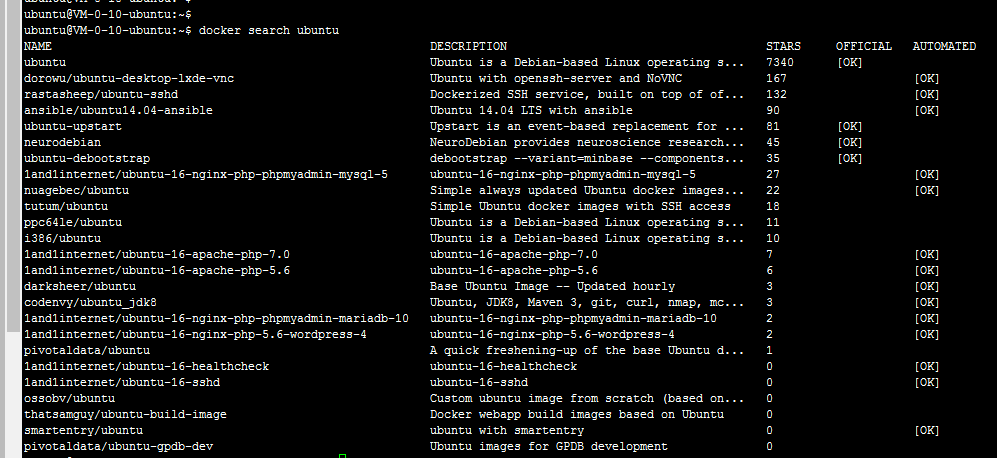 ubuntu@VM-0-10-ubuntu:~$
ubuntu@VM-0-10-ubuntu:~$
ubuntu@VM-0-10-ubuntu:~$ docker search ubuntu
NAME DESCRIPTION STARS OFFICIAL AUTOMATED
ubuntu Ubuntu is a Debian-based Linux operating s... 7340 [OK]
dorowu/ubuntu-desktop-lxde-vnc Ubuntu with openssh-server and NoVNC 167 [OK]
rastasheep/ubuntu-sshd Dockerized SSH service, built on top of of... 132 [OK]
ansible/ubuntu14.04-ansible Ubuntu 14.04 LTS with ansible 90 [OK]
ubuntu-upstart Upstart is an event-based replacement for ... 81 [OK]
neurodebian NeuroDebian provides neuroscience research... 45 [OK]
ubuntu-debootstrap debootstrap --variant=minbase --components... 35 [OK]
1and1internet/ubuntu-16-nginx-php-phpmyadmin-mysql-5 ubuntu-16-nginx-php-phpmyadmin-mysql-5 27 [OK]
nuagebec/ubuntu Simple always updated Ubuntu docker images... 22 [OK]
tutum/ubuntu Simple Ubuntu docker images with SSH access 18
ppc64le/ubuntu Ubuntu is a Debian-based Linux operating s... 11
i386/ubuntu Ubuntu is a Debian-based Linux operating s... 10
1and1internet/ubuntu-16-apache-php-7.0 ubuntu-16-apache-php-7.0 7 [OK]
1and1internet/ubuntu-16-apache-php-5.6 ubuntu-16-apache-php-5.6 6 [OK]
darksheer/ubuntu Base Ubuntu Image -- Updated hourly 3 [OK]
codenvy/ubuntu_jdk8 Ubuntu, JDK8, Maven 3, git, curl, nmap, mc... 3 [OK]
1and1internet/ubuntu-16-nginx-php-phpmyadmin-mariadb-10 ubuntu-16-nginx-php-phpmyadmin-mariadb-10 2 [OK]
1and1internet/ubuntu-16-nginx-php-5.6-wordpress-4 ubuntu-16-nginx-php-5.6-wordpress-4 2 [OK]
pivotaldata/ubuntu A quick freshening-up of the base Ubuntu d... 1
1and1internet/ubuntu-16-healthcheck ubuntu-16-healthcheck 0 [OK]
1and1internet/ubuntu-16-sshd ubuntu-16-sshd 0 [OK]
ossobv/ubuntu Custom ubuntu image from scratch (based on... 0
thatsamguy/ubuntu-build-image Docker webapp build images based on Ubuntu 0
smartentry/ubuntu ubuntu with smartentry 0 [OK]
pivotaldata/ubuntu-gpdb-dev Ubuntu images for GPDB development 0